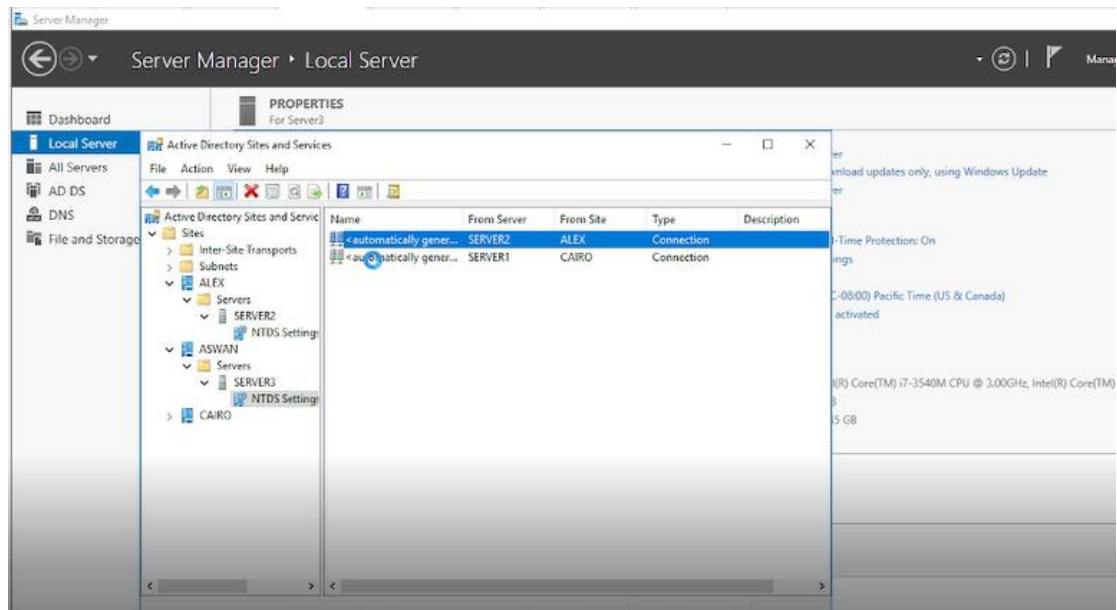 Server Manager
Server Manager • Local Server
Manag
PROPERTIES
For Server3
Dashboard
Local Server
All Servers
AD DS
DNS
File and Storage
Active Directory Sites and Services
File Action View Help
Active Directory Sites and Servic
Sites
Inter-Site Transports
Subnets
ALEX
Servers
SERVER2
NTDS Settings
ASWAN
Servers
SERVER3
NTDS Settings
CAIRO
Name From Server From Site Type Description
<automatically gener... SERVER2 ALEX Connection
<automatically gener... SERVER1 CAIRO Connection
er
wnload updates only, using Windows Update
er
l-Time Protection: On
ings
C-08:00) Pacific Time (US & Canada)
activated
l(R) Core(TM) i7-3540M CPU @ 3.00GHz, Intel(R) Core(TM)
5 GB